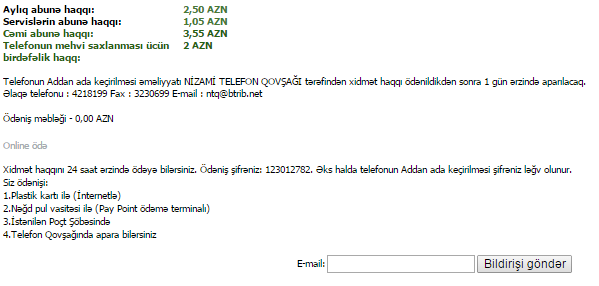 Aylıq abunə haqqı: 2,50 AZN
Servislərin abunə haqqı: 1,05 AZN
Cəmi abunə haqqı: 3,55 AZN
Telefonun mehvi saxlanması ücün 2 AZN
birdəfəlik haqq:
Telefonun Addan ada keçirilməsi əməliyyatı NİZAMİ TELEFON QOVŞAĞI tərəfindən xidmət haqqı ödənildikdən sonra 1 gün ərzində aparılacaq.
Əlaqə telefonu : 4218199 Fax : 3230699 E-mail : ntq@btrib.net
Ödəniş məbləği - 0,00 AZN
Online ödə
Xidmət haqqını 24 saat ərzində ödəyə bilərsiniz. Ödəniş şifrəniz: 123012782. Əks halda telefonun Addan ada keçirilməsi şifrəniz ləğv olunur.
Siz ödənişi:
1.Plastik kartı ilə (İnternetlə)
2.Nəğd pul vasitəsi ilə (Pay Point ödəmə terminalı)
3.İstənilən Poçt Şöbəsində
4.Telefon Qovşağında apara bilərsiniz
E-mail: Bildirişi göndər